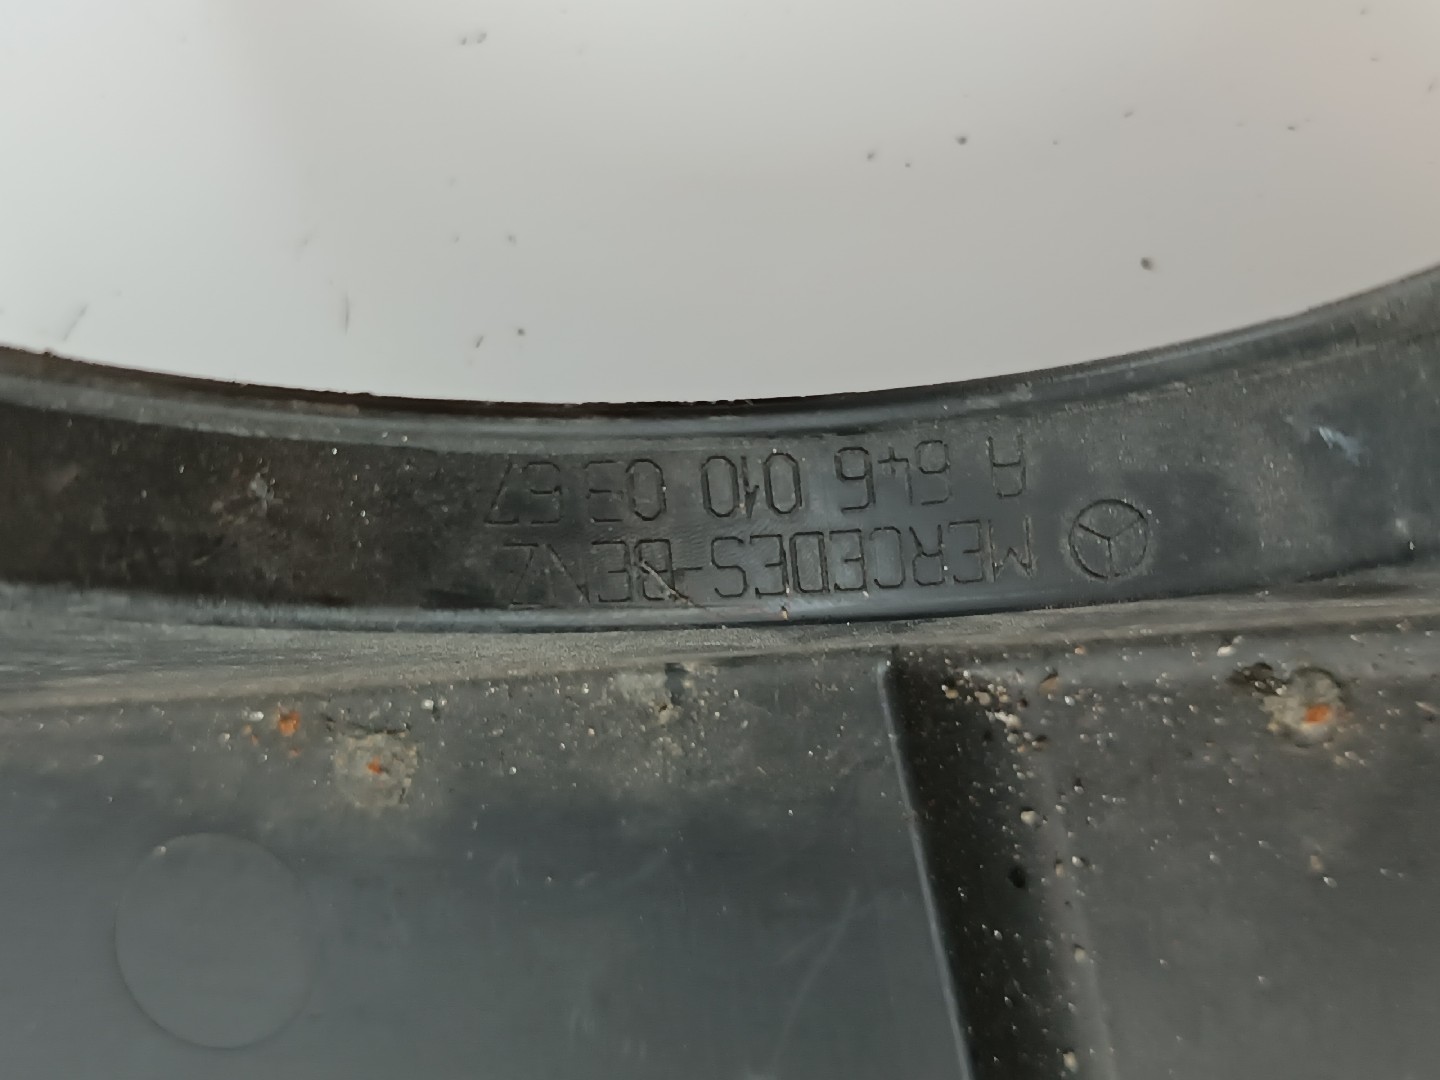 MERCEDES-BENZ
A 646 010 03 67